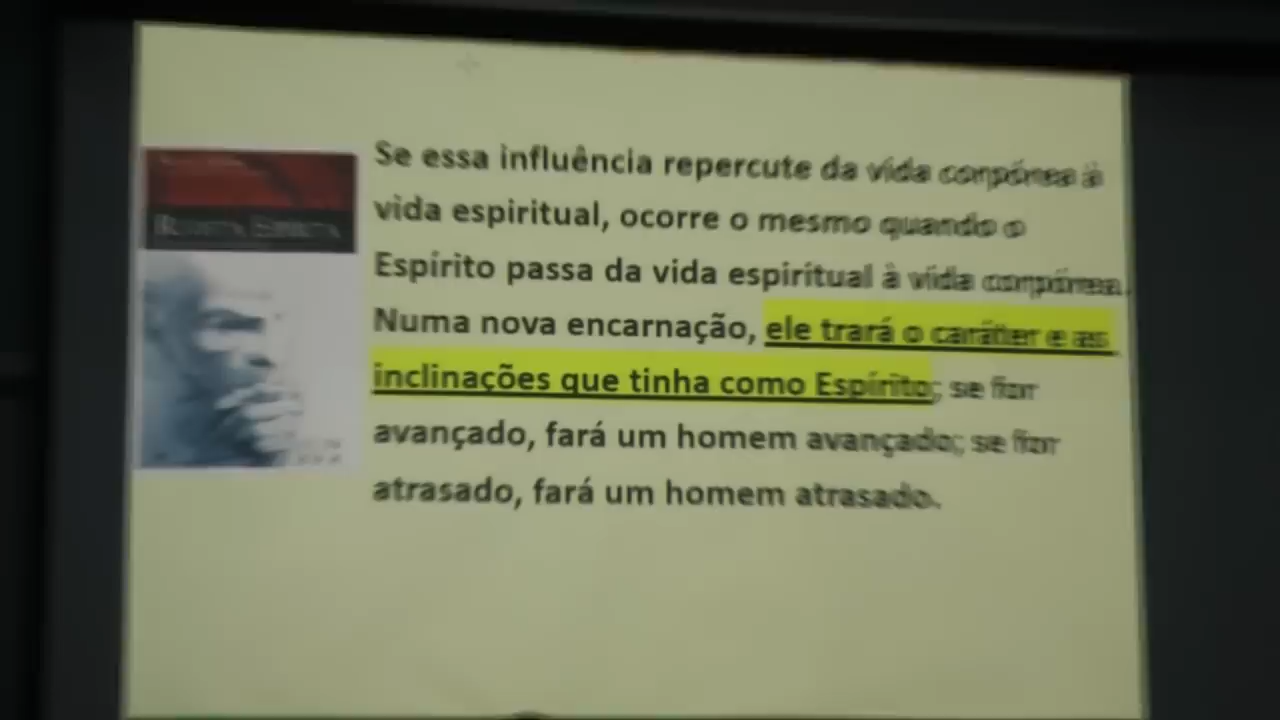 REVISTA ESPÍRITA
Se essa influência repercute da vida corpórea à
vida espiritual, ocorre o mesmo quando o
Espírito passa da vida espiritual à vida corpórea.
Numa nova encarnação, ele trará o caráter e as
inclinações que tinha como Espírito; se for
avançado, fará um homem avançado; se for
atrasado, fará um homem atrasado.